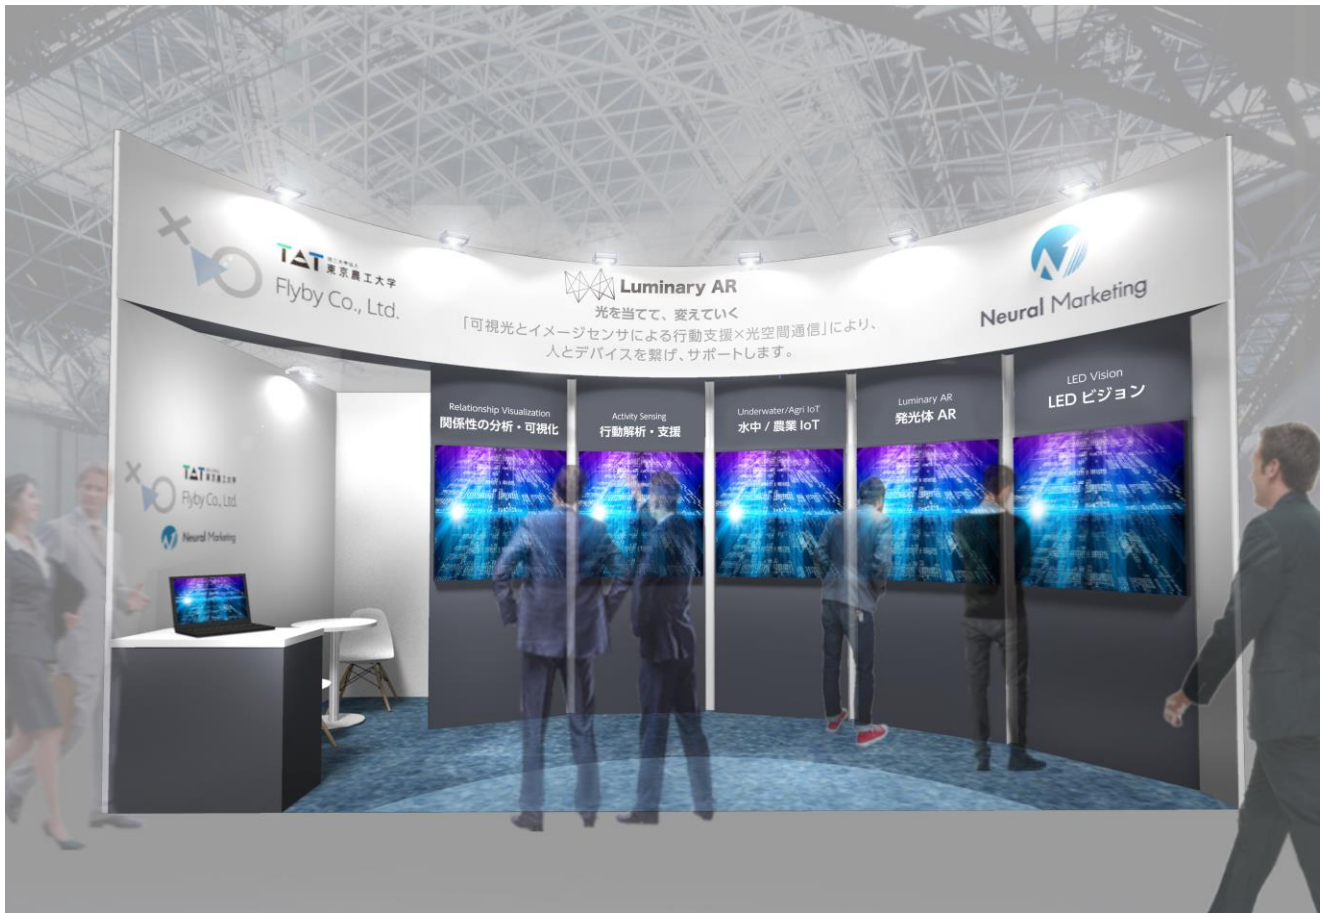 TAT 国立大学法人
東京農工大学
Flyby Co., Ltd.
Luminary AR
光を当てて、変えていく
「可視光とイメージセンサによる行動支援×光空間通信」により、
人とデバイスを繋げ、サポートします。
Neural Marketing
Relationship Visualization
関係性の分析・可視化
Activity Sensing
行動解析・支援
Underwater/Agri IoT
水中 / 農業 IoT
Luminary AR
発光体 AR
LED Vision
LED ビジョン
TAT
東京農工大学
Flyby Co., Ltd.
Neural Marketing